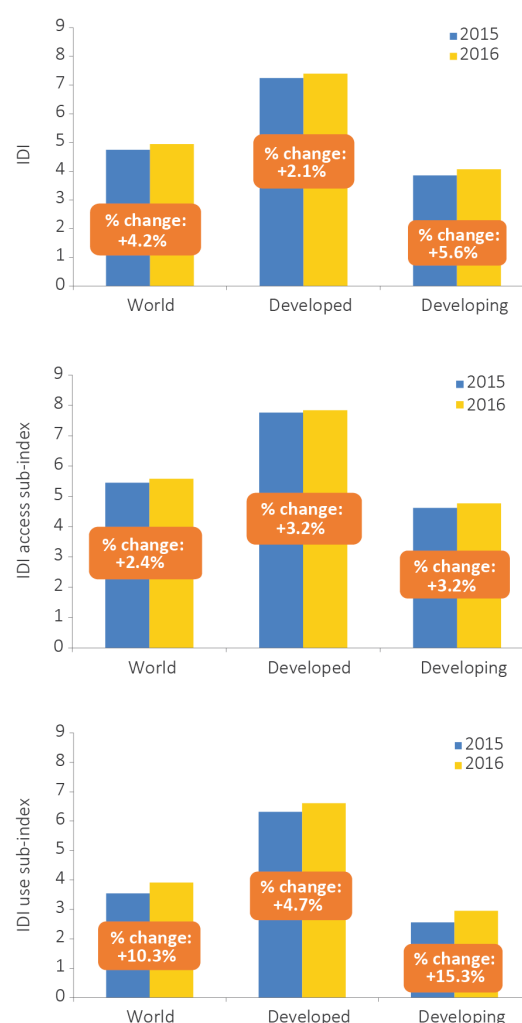 9
8
7
6
5
4
3
2
1
0
IDI
2015
2016
% change:
+4.2%
% change:
+2.1%
% change:
+5.6%
World
Developed
Developing
9
8
7
6
5
4
3
2
1
0
IDI access sub-index
2015
2016
% change:
+2.4%
% change:
+3.2%
% change:
+3.2%
World
Developed
Developing
9
8
7
6
5
4
3
2
1
0
IDI use sub-index
2015
2016
% change:
+10.3%
% change:
+4.7%
% change:
+15.3%
World
Developed
Developing